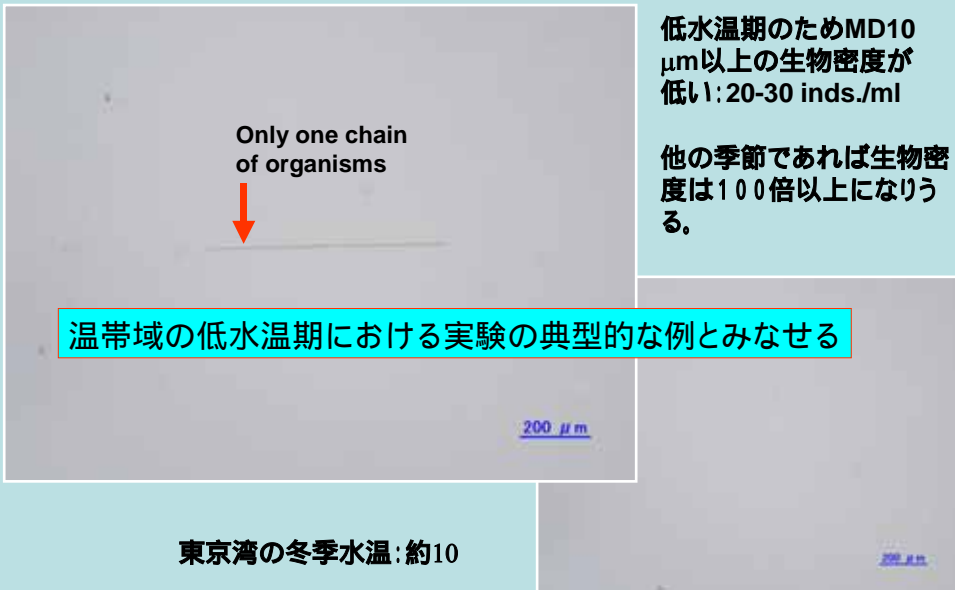 低水温期のためMD10
μm以上の生物密度が
低い:20-30 inds./ml
他の季節であれば生物密
度は100倍以上になりう
る。
Only one chain
of organisms
温帯域の低水温期における実験の典型的な例とみなせる
200 μm
東京湾の冬季水温:約10
200 μm